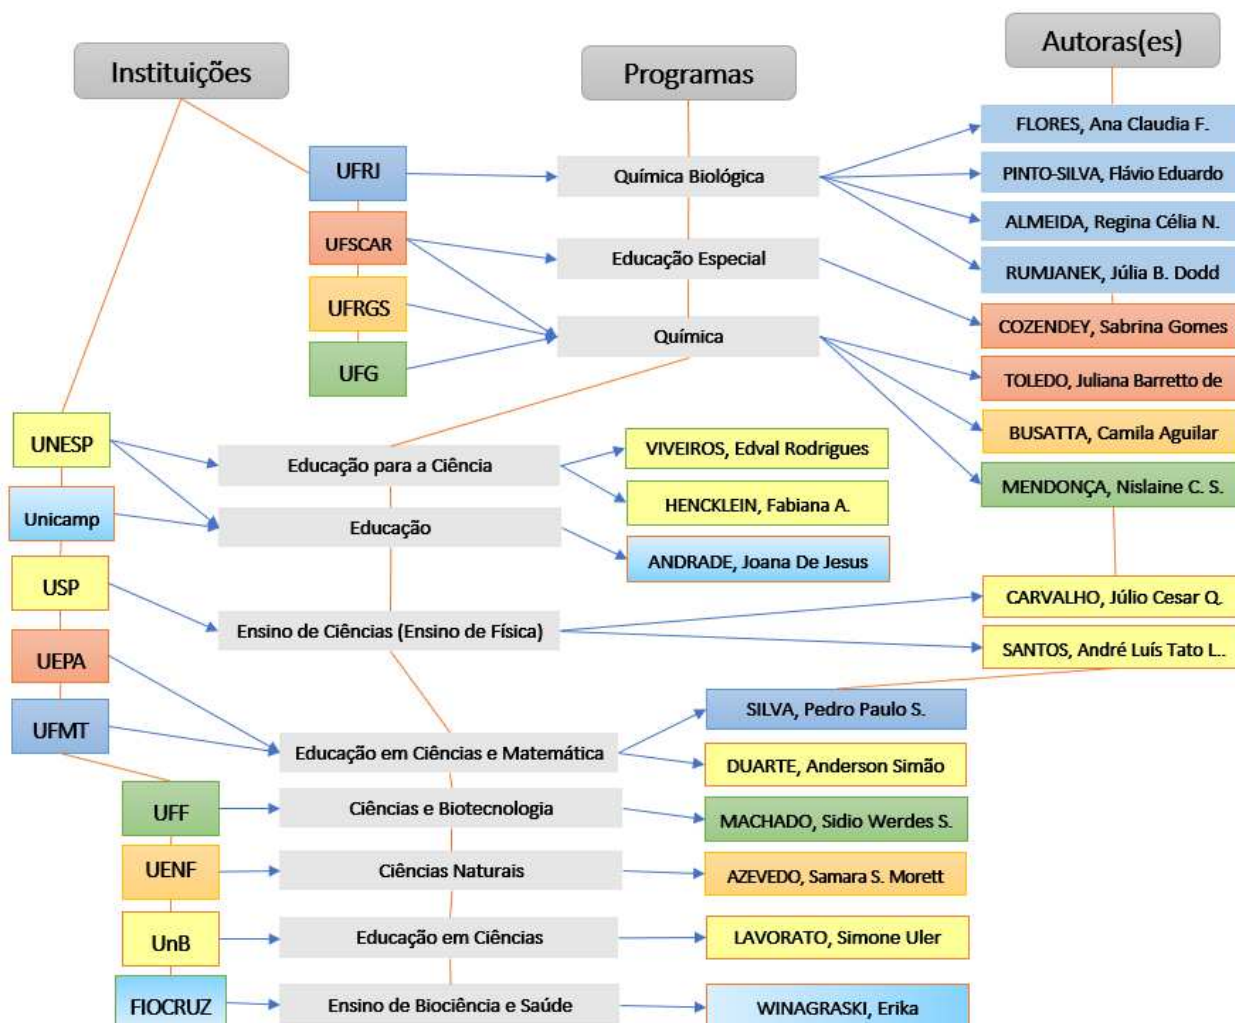 Instituições
Programas
Autoras(es)
UFRJ
UFSCAR
UFRGS
UFG
UNESP
Unicamp
USP
UEPA
UFMT
UFF
UENF
UnB
FIOCRUZ
Química Biológica
Educação Especial
Química
Educação para a Ciência
Educação
Ensino de Ciências (Ensino de Física)
Educação em Ciências e Matemática
Ciências e Biotecnologia
Ciências Naturais
Educação em Ciências
Ensino de Biociência e Saúde
FLORES, Ana Claudia F.
PINTO-SILVA, Flávio Eduardo
ALMEIDA, Regina Célia N.
RUMJANEK, Júlia B. Dodd
COZENDEY, Sabrina Gomes
TOLEDO, Juliana Barretto de
BUSATTA, Camila Aguilar
MENDONÇA, Nislaine C. S.
VIVEIROS, Edval Rodrigues
HENCKLEIN, Fabiana A.
ANDRADE, Joana De Jesus
CARVALHO, Júlio Cesar Q.
SANTOS, André Luís Tato L..
SILVA, Pedro Paulo S.
DUARTE, Anderson Simão
MACHADO, Sidio Werdes S.
AZEVEDO, Samara S. Morett
LAVORATO, Simone Uler
WINAGRASKI, Erika